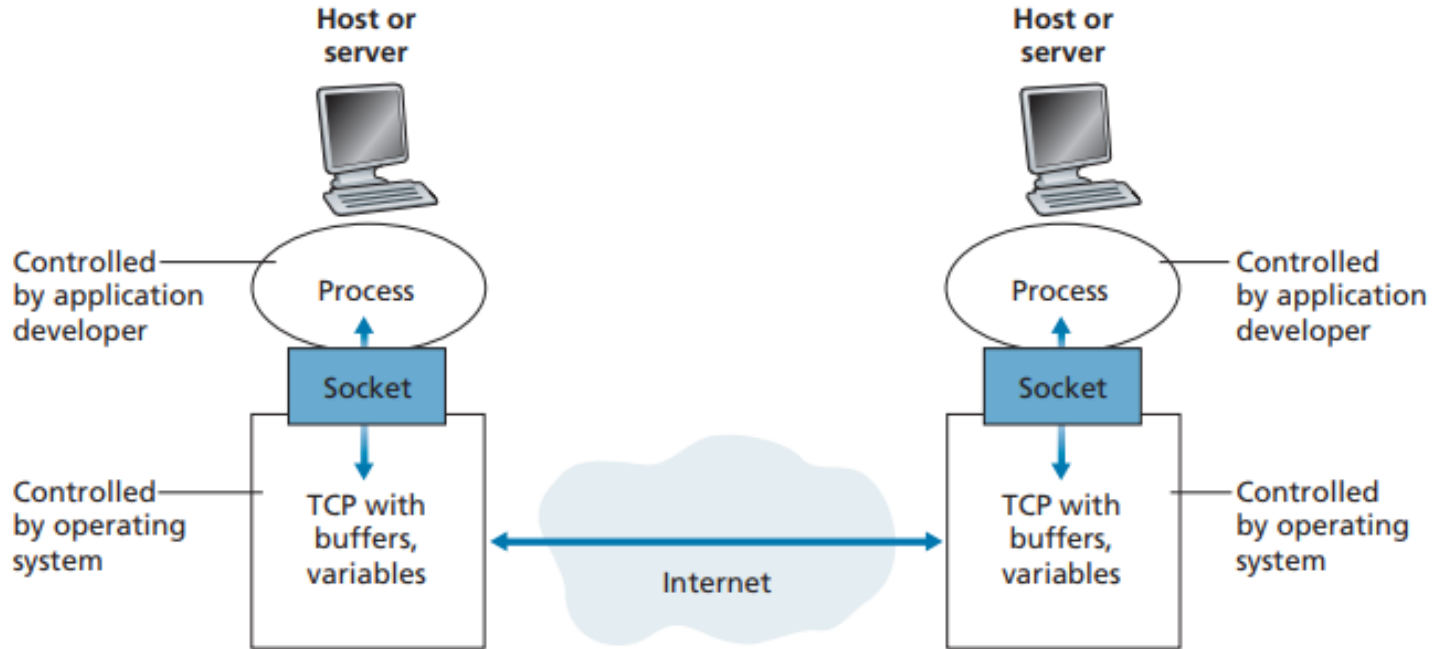 Host or
server
Host or
server
Controlled
by application
developer
Process
Process
Controlled
by application
developer
Socket
Socket
Controlled
by operating
system
TCP with
buffers,
variables
Internet
TCP with
buffers,
variables
Controlled
by operating
system